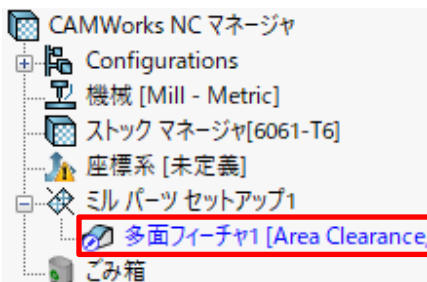 CAMWorks NC マネージャ
Configurations
機械 [Mill - Metric]
ストック マネージャ[6061-T6]
座標系 [未定義]
ミル パーツ セットアップ1
多面フィーチャ1 [Area Clearance,
ごみ箱